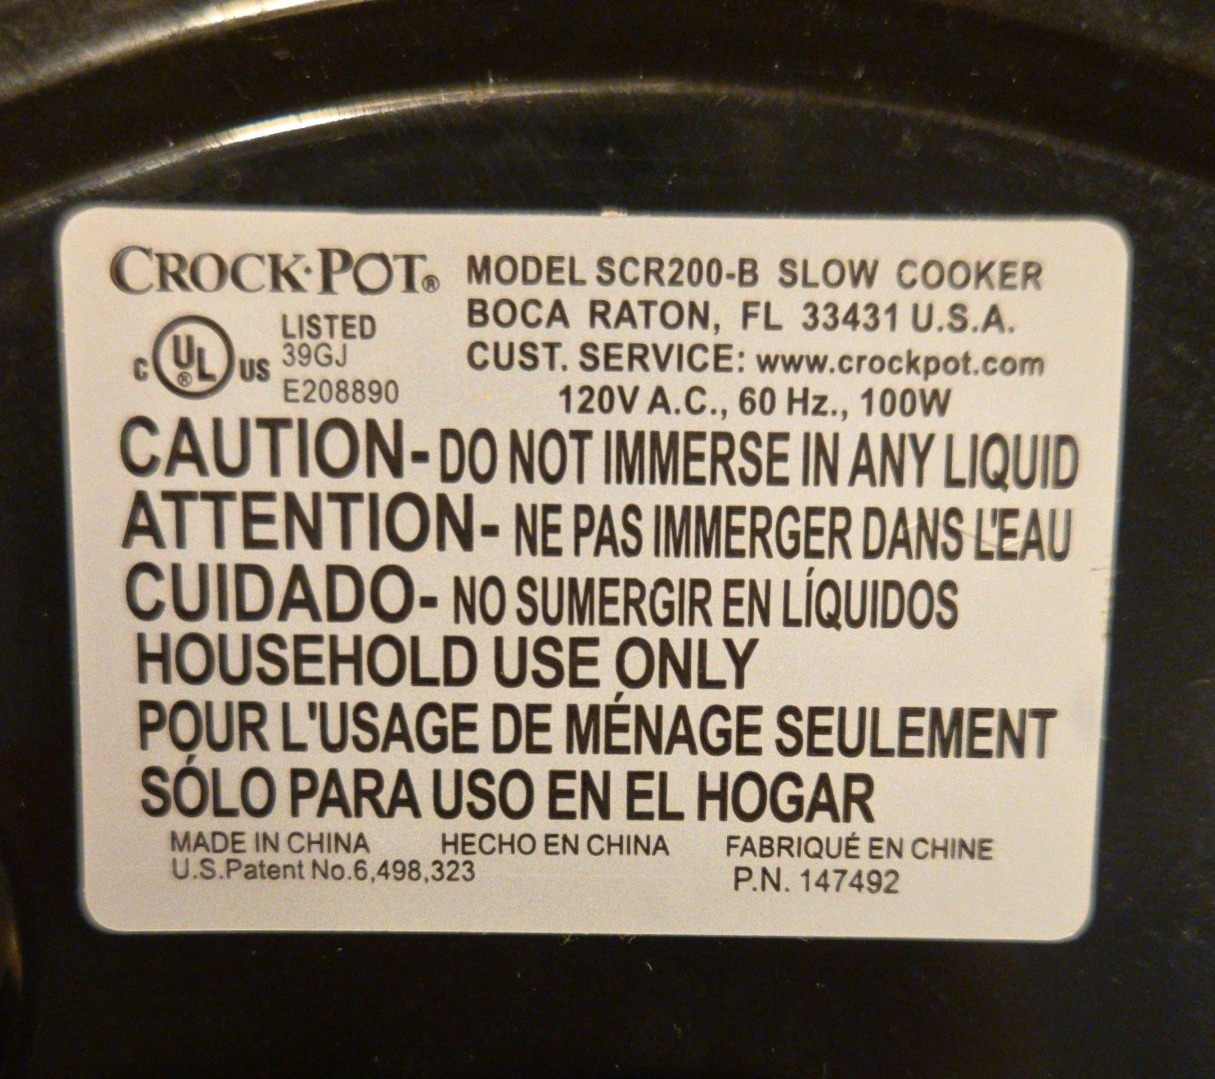 CROCK·POT® MODEL SCR200-B SLOW COOKER
BOCA RATON, FL 33431 U.S.A.
CUST. SERVICE: www.crockpot.com
120V A.C., 60 Hz., 100W
C UL® US LISTED
39GJ
E208890
CAUTION- DO NOT IMMERSE IN ANY LIQUID
ATTENTION- NE PAS IMMERGER DANS L'EAU
CUIDADO- NO SUMERGIR EN LÍQUIDOS
HOUSEHOLD USE ONLY
POUR L'USAGE DE MÉNAGE SEULEMENT
SÓLO PARA USO EN EL HOGAR
MADE IN CHINA HECHO EN CHINA FABRIQUÉ EN CHINE
U.S.Patent No.6,498,323 P.N. 147492